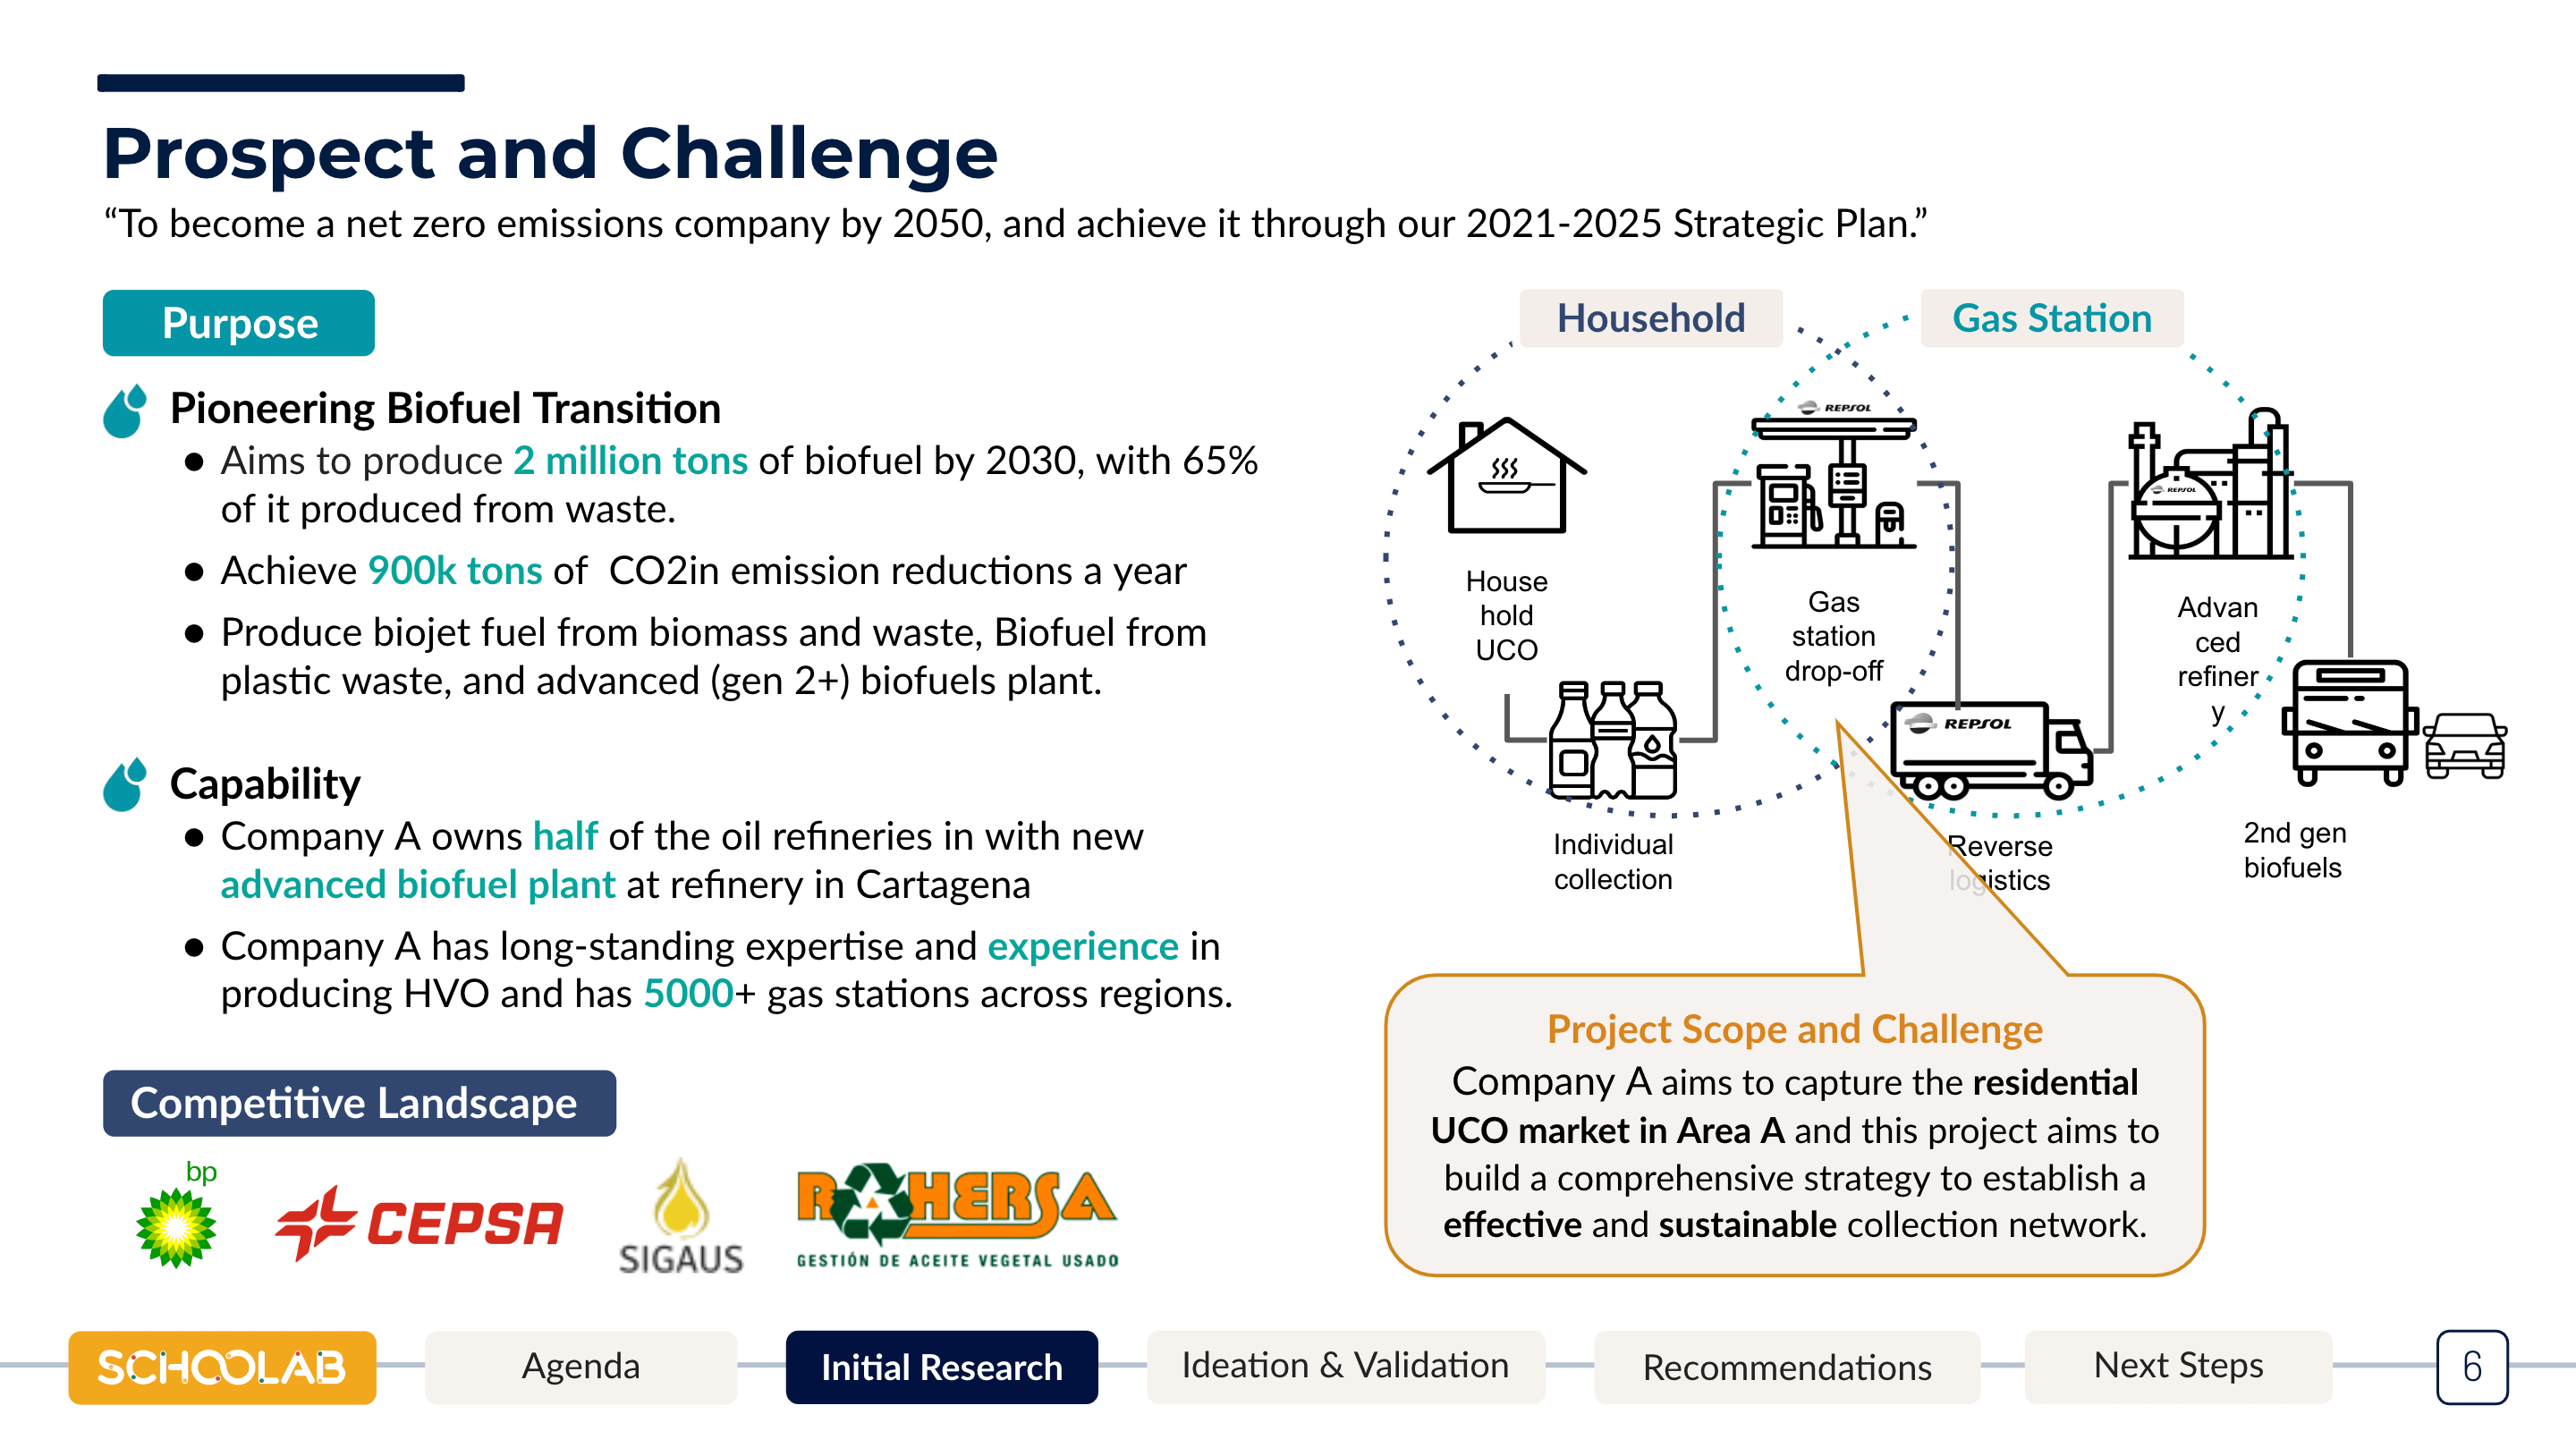 Prospect and Challenge
“To become a net zero emissions company by 2050, and achieve it through our 2021-2025 Strategic Plan.”
Purpose
Pioneering Biofuel Transition
● Aims to produce 2 million tons of biofuel by 2030, with 65%
of it produced from waste.
● Achieve 900k tons of  CO2in emission reductions a year
● Produce biojet fuel from biomass and waste, Biofuel from
plastic waste, and advanced (gen 2+) biofuels plant.
Capability
● Company A owns half of the oil refineries in with new
advanced biofuel plant at refinery in Cartagena
● Company A has long-standing expertise and experience in
producing HVO and has 5000+ gas stations across regions.
Competitive Landscape
bp
CEPSA
SIGAUS
RAHERSA
GESTIÓN DE ACEITE VEGETAL USADO
Household
Gas Station
REPSOL
REPSOL
House
hold
UCO
Gas
station
drop-off
Advan
ced
refiner
y
REPSOL
Individual
collection
Reverse
logistics
2nd gen
biofuels
Project Scope and Challenge
Company A aims to capture the residential
UCO market in Area A and this project aims to
build a comprehensive strategy to establish a
effective and sustainable collection network.
SCHOOLAB
Agenda
Initial Research
Ideation & Validation
Recommendations
Next Steps
6